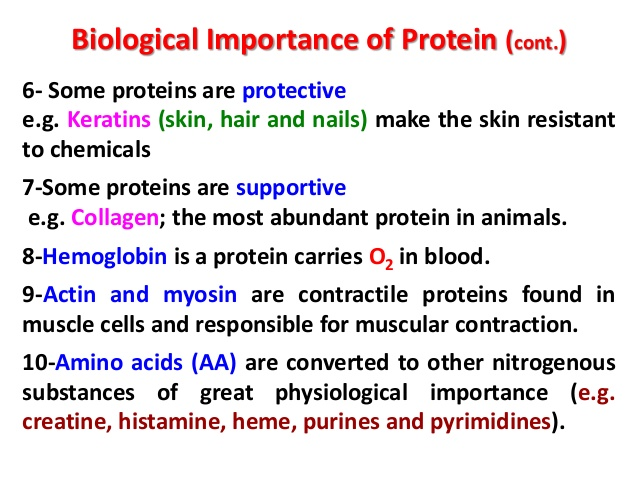 Biological Importance of Protein (cont.)
6- Some proteins are protective
e.g. Keratins (skin, hair and nails) make the skin resistant
to chemicals
7-Some proteins are supportive
e.g. Collagen; the most abundant protein in animals.
8-Hemoglobin is a protein carries O₂ in blood.
9-Actin and myosin are contractile proteins found in
muscle cells and responsible for muscular contraction.
10-Amino acids (AA) are converted to other nitrogenous
substances of great physiological importance (e.g.
creatine, histamine, heme, purines and pyrimidines).